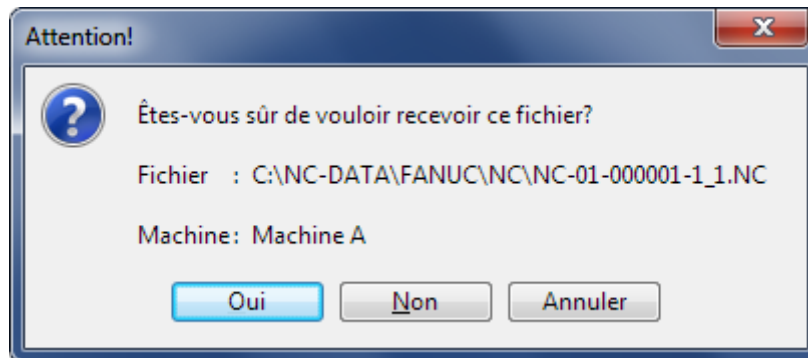 Attention!
Êtes-vous sûr de vouloir recevoir ce fichier?
Fichier : C:\NC-DATA\FANUC\NC\NC-01-000001-1_1.NC
Machine: Machine A
Oui Non Annuler